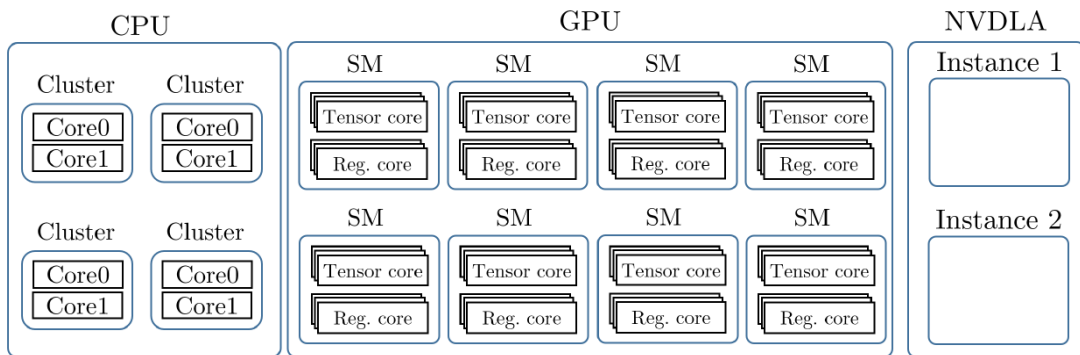 CPU
GPU
NVDLA
Cluster
Cluster
Core0
Core1
Core0
Core1
Cluster
Cluster
Core0
Core1
Core0
Core1
SM
SM
SM
SM
Tensor core
Reg. core
Tensor core
Reg. core
Tensor core
Reg. core
Tensor core
Reg. core
SM
SM
SM
SM
Tensor core
Reg. core
Tensor core
Reg. core
Tensor core
Reg. core
Tensor core
Reg. core
Instance 1
Instance 2